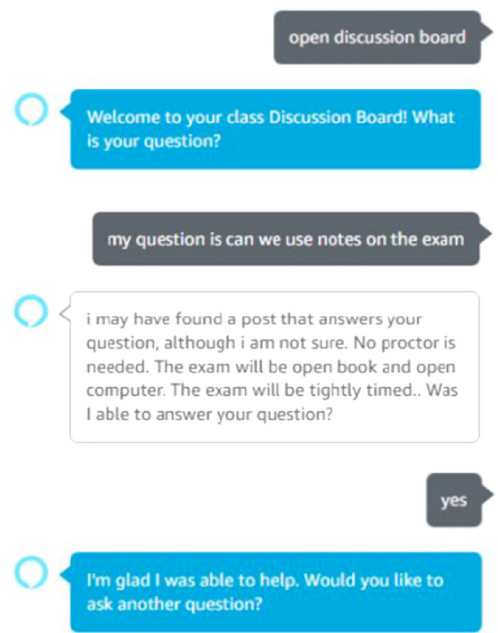 open discussion board
Welcome to your class Discussion Board! What
is your question?
my question is can we use notes on the exam
i may have found a post that answers your
question, although i am not sure. No proctor is
needed. The exam will be open book and open
computer. The exam will be tightly timed.. Was
I able to answer your question?
yes
I'm glad I was able to help. Would you like to
ask another question?